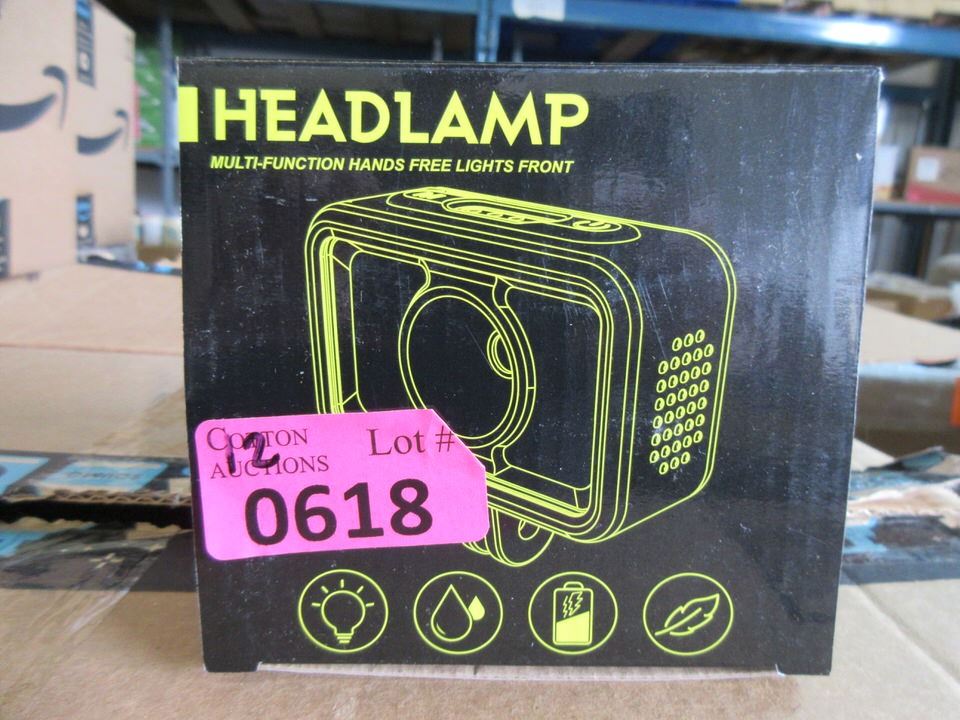 HEADLAMP
MULTI-FUNCTION HANDS FREE LIGHTS FRONT
COTTON
AUCTIONS
Lot #
12
0618